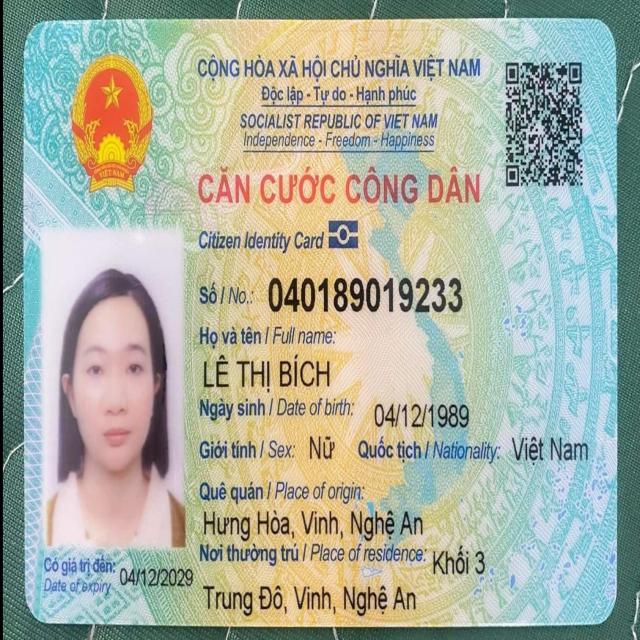 CỘNG HÒA XÃ HỘI CHỦ NGHĨA VIỆT NAM
Độc lập - Tự do - Hạnh phúc
SOCIALIST REPUBLIC OF VIET NAM
Independence - Freedom - Happiness
CĂN CƯỚC CÔNG DÂN
Citizen Identity Card
Số / No.: 040189019233
Họ và tên / Full name:
LÊ THỊ BÍCH
Ngày sinh / Date of birth: 04/12/1989
Giới tính / Sex: Nữ Quốc tịch / Nationality: Việt Nam
Quê quán / Place of origin:
Hưng Hòa, Vinh, Nghệ An
Nơi thường trú / Place of residence: Khối 3
Trung Đô, Vinh, Nghệ An
Có giá trị đến: 04/12/2029
Date of expiry
VIỆT NAM